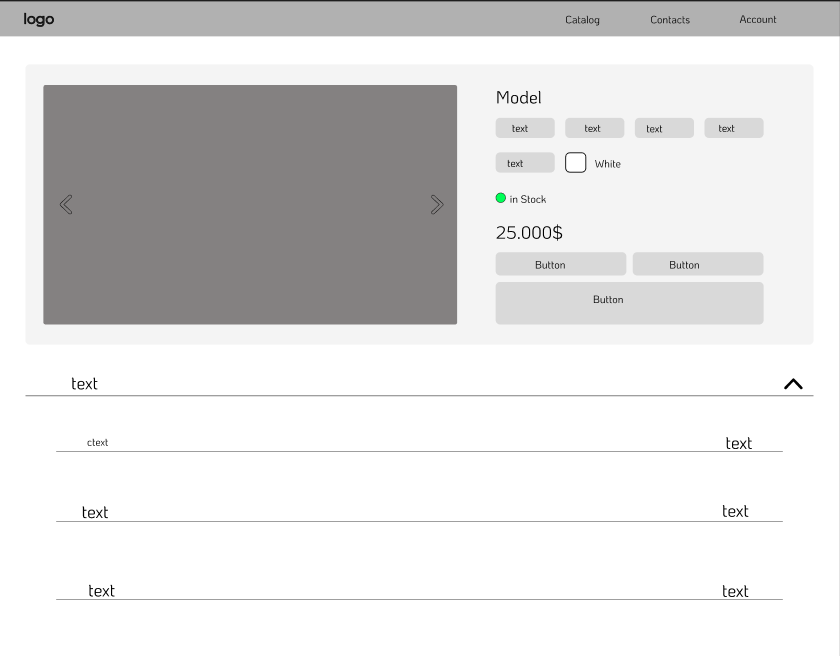 logo Catalog Contacts Account
Model
text text text text
text White
in Stock
25.000$
Button Button
Button
text
ctext text
text text
text text